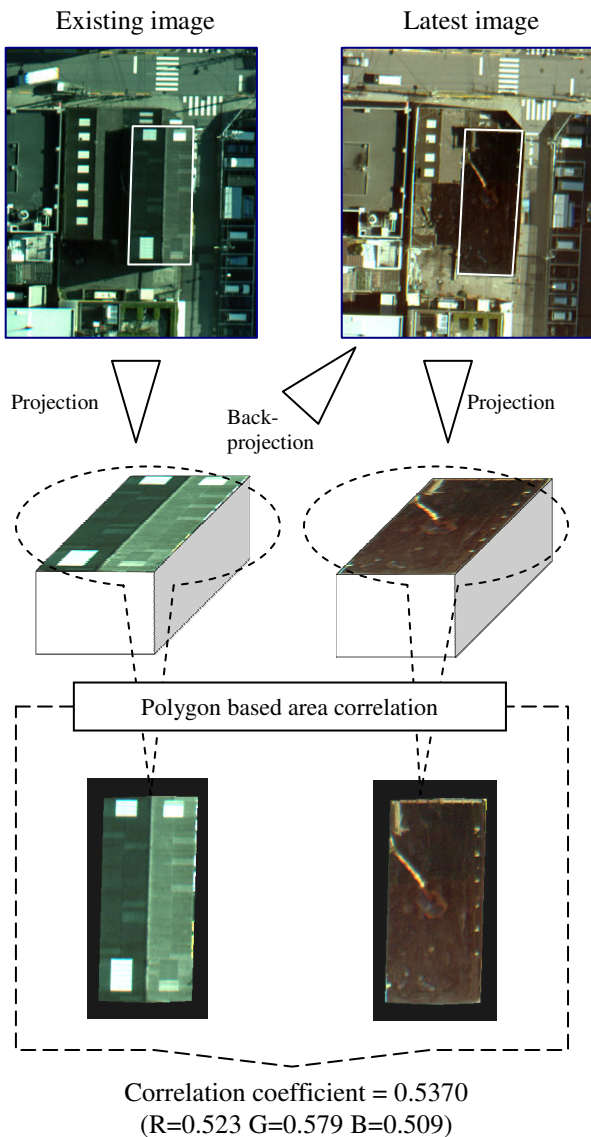 Existing image
Latest image
Projection
Back-
projection
Projection
Polygon based area correlation
Correlation coefficient = 0.5370
(R=0.523 G=0.579 B=0.509)